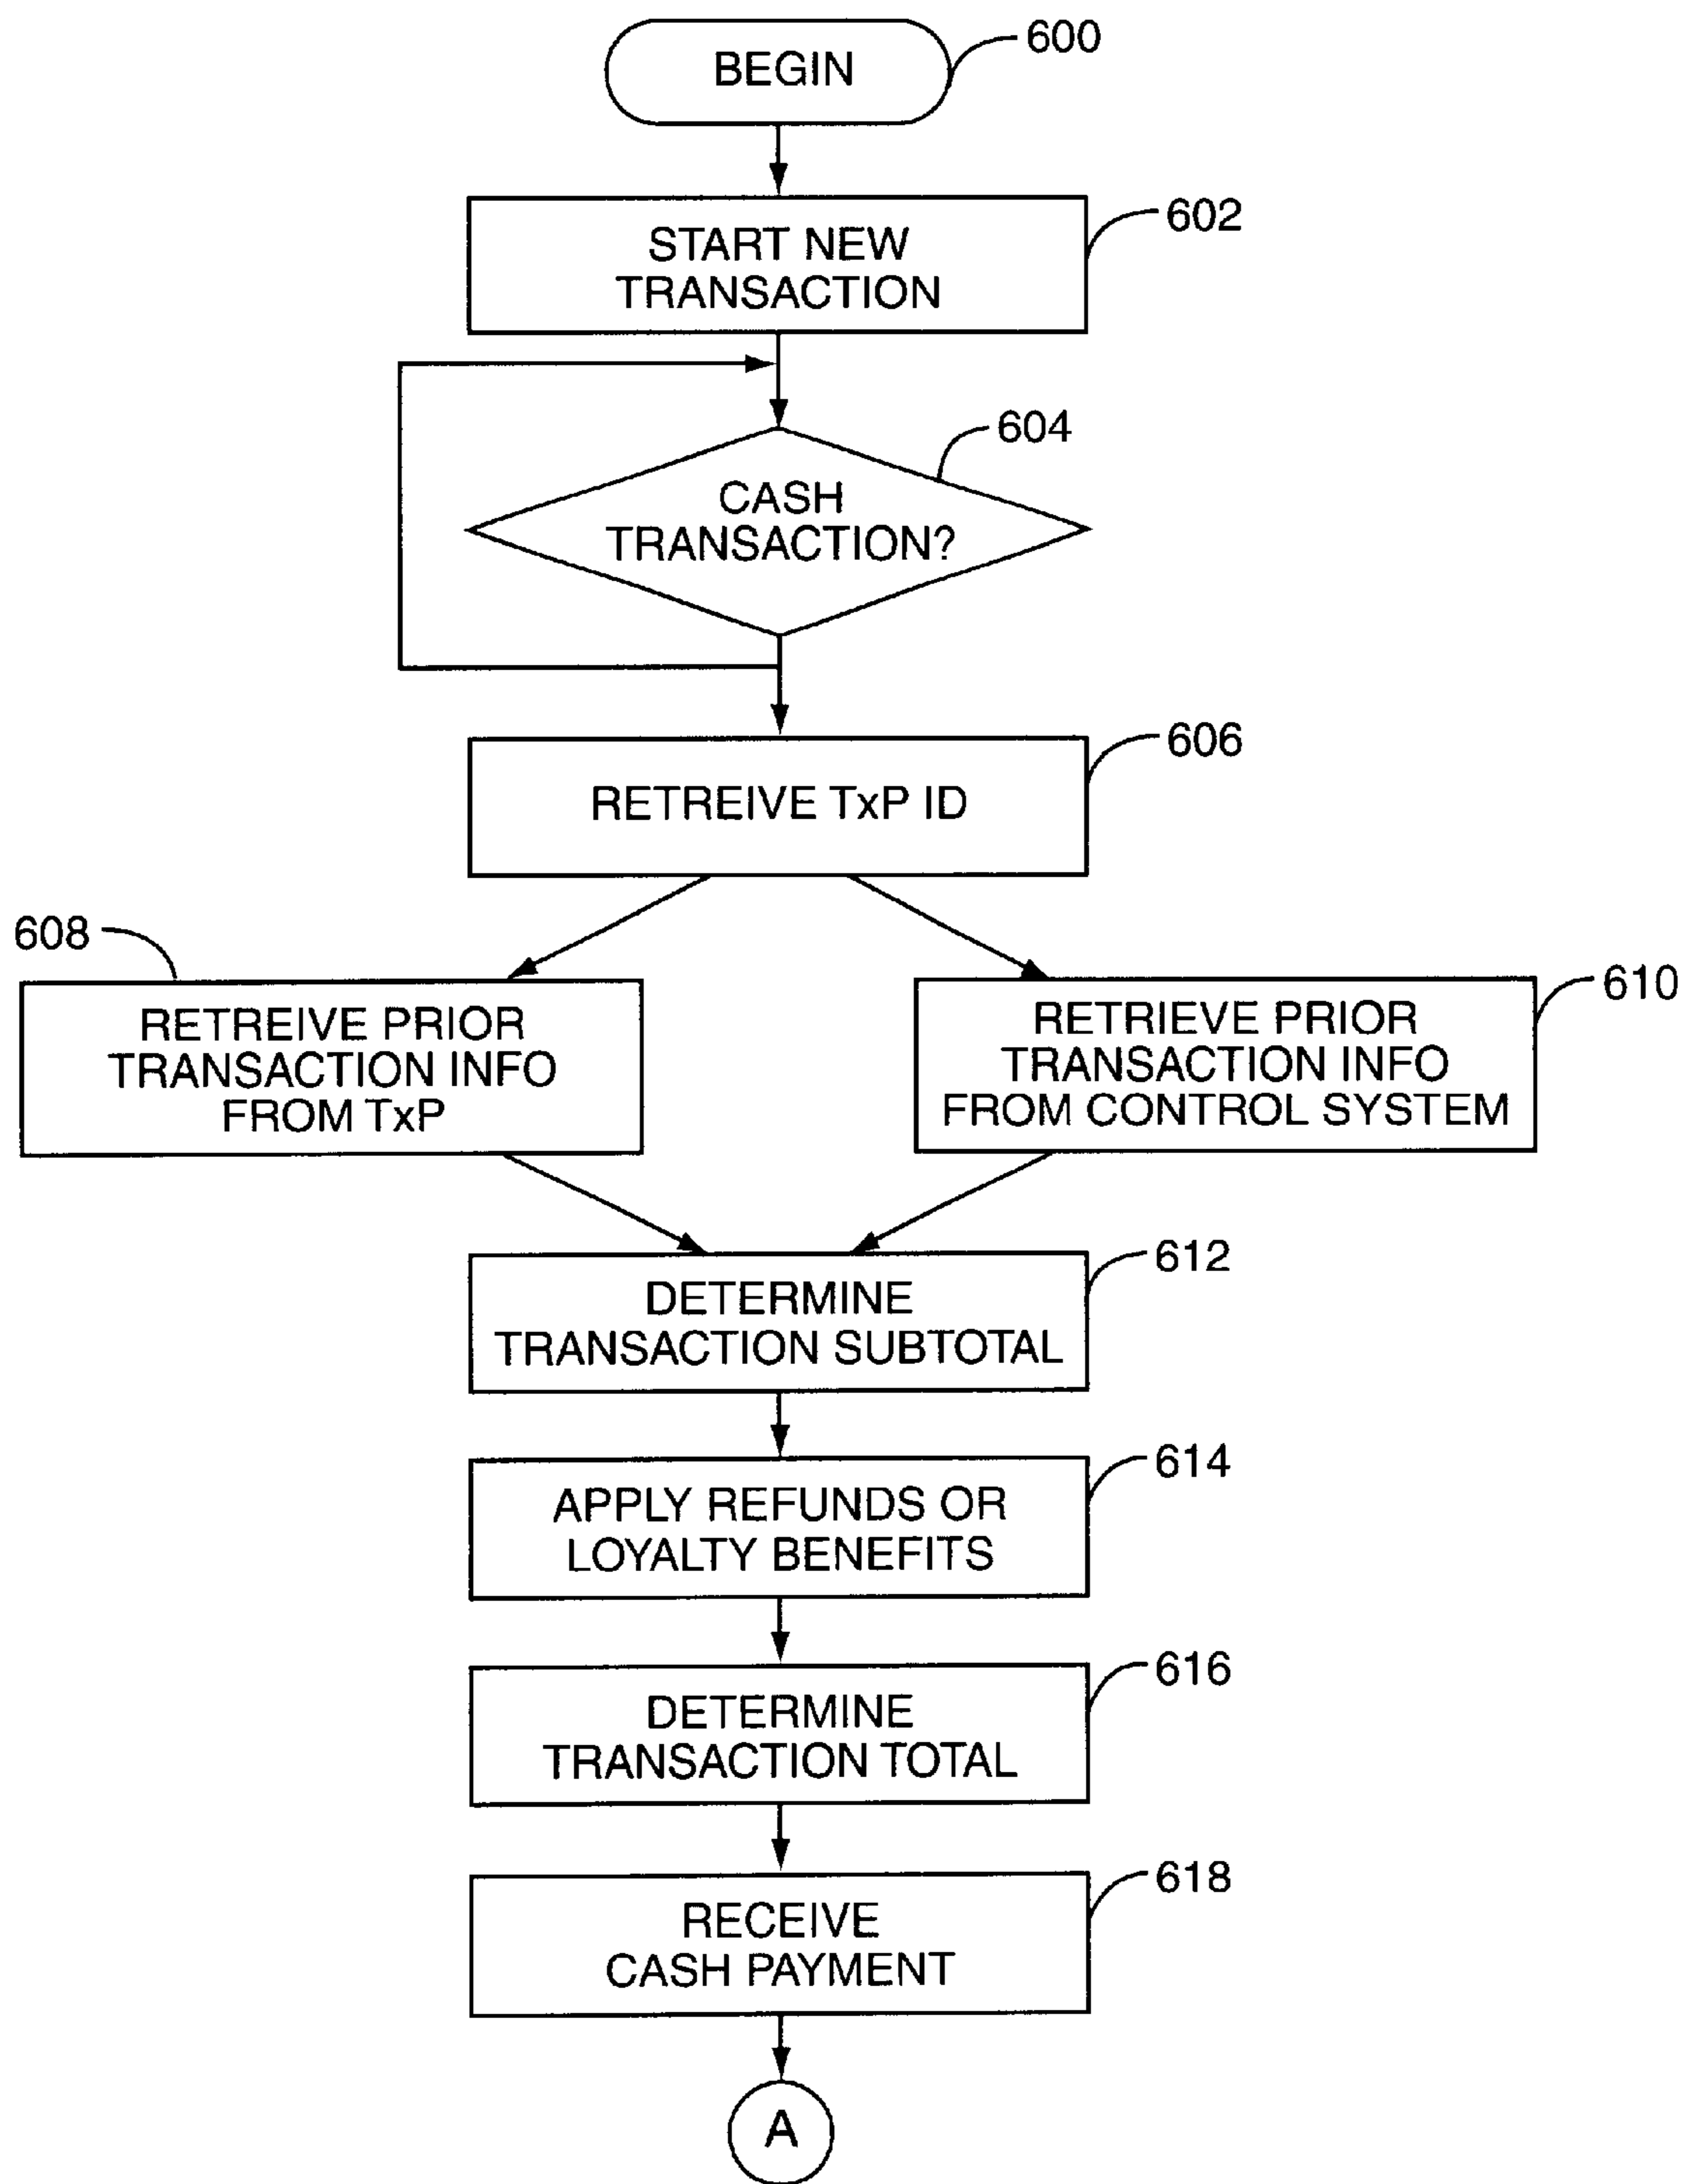 BEGIN
600
START NEW
TRANSACTION
602
CASH
TRANSACTION?
604
RETREIVE TxP ID
606
608
RETREIVE PRIOR
TRANSACTION INFO
FROM TxP
610
RETRIEVE PRIOR
TRANSACTION INFO
FROM CONTROL SYSTEM
DETERMINE
TRANSACTION SUBTOTAL
612
APPLY REFUNDS OR
LOYALTY BENEFITS
614
DETERMINE
TRANSACTION TOTAL
616
RECEIVE
CASH PAYMENT
618
A